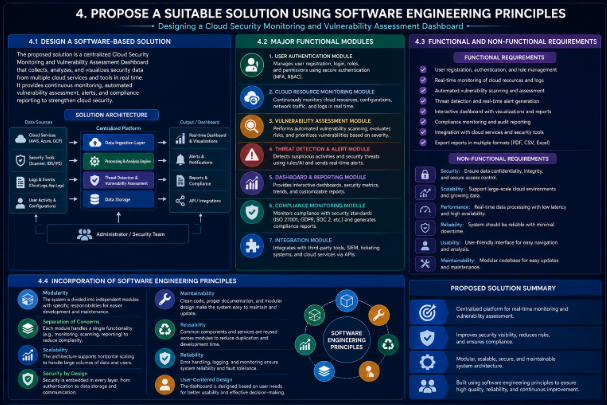 4. PROPOSE A SUITABLE SOLUTION USING SOFTWARE ENGINEERING PRINCIPLES
Designing a Cloud Security Monitoring and Vulnerability Assessment Dashboard
4.1 DESIGN A SOFTWARE-BASED SOLUTION
The proposed solution is a centralized Cloud Security
Monitoring and Vulnerability Assessment Dashboard
that collects, analyzes, and visualizes security data
from multiple cloud services and tools in real time.
It provides continuous monitoring, automated
vulnerability assessment, alerts, and compliance
reporting to strengthen cloud security.
SOLUTION ARCHITECTURE
Data Sources
Centralized Platform
Output / Dashboard
Cloud Services
(AWS, Azure, GCP)
Security Tools
(Scanner, IDS/IPS)
Logs & Events
User Activity &
Configurations
Data Ingestion Layer
Processing & Analysis Engine
Threat Detection &
Vulnerability Assessment
Data Storage
Real-time Dashboard
& Visualizations
Alerts &
Notifications
Reports &
Compliance
API / Integrations
Administrator / Security Team
4.2 MAJOR FUNCTIONAL MODULES
1. USER AUTHENTICATION MODULE
Manages user registration, login, roles,
and permissions using secure authentication
(MFA, RBAC).
2. CLOUD RESOURCE MONITORING MODULE
Continuously monitors cloud resources, configurations,
network traffic, and logs in real time.
3. VULNERABILITY ASSESSMENT MODULE
Performs automated vulnerability scanning, evaluates
risks, and prioritizes vulnerabilities based on severity.
4. THREAT DETECTION & ALERT MODULE
Detects suspicious activities and security threats
using rules/AI and sends real-time alerts.
5. DASHBOARD & REPORTING MODULE
Provides interactive dashboards, security metrics,
trends, and customizable reports.
6. COMPLIANCE MONITORING MODULE
Monitors compliance with security standards
(ISO 27001, GDPR, SOC 2, etc.) and generates
compliance reports.
7. INTEGRATION MODULE
Integrates with third-party tools, SIEM, ticketing
systems, and cloud services via APIs.
4.3 FUNCTIONAL AND NON-FUNCTIONAL REQUIREMENTS
FUNCTIONAL REQUIREMENTS
User registration, authentication, and role management
Real-time monitoring of cloud resources and logs
Automated vulnerability scanning and assessment
Threat detection and real-time alert generation
Interactive dashboard with visualizations and reports
Compliance monitoring and audit reporting
Integration with cloud services and security tools
Export reports in multiple formats (PDF, CSV, Excel)
NON-FUNCTIONAL REQUIREMENTS
Security: Ensure data confidentiality, integrity,
and secure access control.
Scalability: Support large-scale cloud environments
and growing data.
Performance: Real-time data processing with low latency
and high availability.
Reliability: System should be reliable with minimal
downtime.
Usability: User-friendly interface for easy navigation
and analysis.
Maintainability: Modular codebase for easy updates
and maintenance.
4.4 INCORPORATION OF SOFTWARE ENGINEERING PRINCIPLES
Modularity
The system is divided into independent modules
with specific responsibilities for easier
development and maintenance.
Separation of Concerns
Each module handles a single functionality
(e.g., monitoring, scanning, reporting) to
reduce complexity.
Scalability
The architecture supports horizontal scaling
to handle large volumes of data and users.
Security by Design
Security is embedded in every layer, from
authentication to data storage and
communication.
Maintainability
Clean code, proper documentation, and modular
design make the system easy to maintain and
update.
Reusability
Common components and services are reused
across modules to reduce duplication and
development time.
Reliability
Error handling, logging, and monitoring ensure
system reliability and fault tolerance.
User-Centered Design
The dashboard is designed based on user needs
for better usability and effective decision-making.
SOFTWARE
ENGINEERING
PRINCIPLES
PROPOSED SOLUTION SUMMARY
Centralized platform for real-time monitoring and
vulnerability assessment.
Improves security visibility, reduces risks,
and ensures compliance.
Modular, scalable, secure, and maintainable
system architecture.
Built using software engineering principles to ensure
high quality, reliability, and continuous improvement.